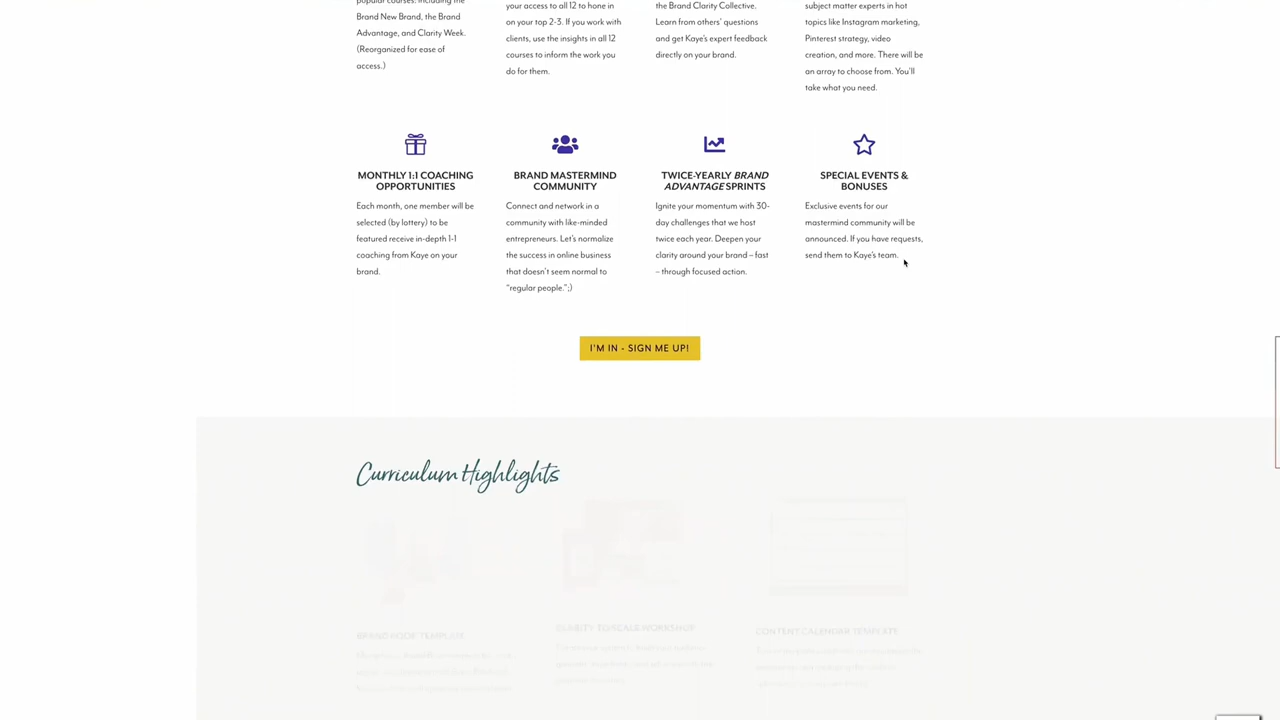 popular courses: including the
Brand New Brand, the Brand
Advantage, and Clarity Week.
(Reorganized for ease of
access.)
your access to all 12 to hone in
on your top 2-3. If you work with
clients, use the insights in all 12
courses to inform the work you
do for them.
the Brand Clarity Collective.
Learn from others' questions
and get Kaye's expert feedback
directly on your brand.
subject matter experts in hot
topics like Instagram marketing,
Pinterest strategy, video
creation, and more. There will be
an array to choose from. You'll
take what you need.
MONTHLY 1:1 COACHING
OPPORTUNITIES
Each month, one member will be
selected (by lottery) to be
featured receive in-depth 1-1
coaching from Kaye on your
brand.
BRAND MASTERMIND
COMMUNITY
Connect and network in a
community with like-minded
entrepreneurs. Let's normalize
the success in online business
that doesn't seem normal to
"regular people.";)
TWICE-YEARLY BRAND
ADVANTAGE SPRINTS
Ignite your momentum with 30-
day challenges that we host
twice each year. Deepen your
clarity around your brand – fast
– through focused action.
SPECIAL EVENTS &
BONUSES
Exclusive events for our
mastermind community will be
announced. If you have requests,
send them to Kaye's team.
I'M IN - SIGN ME UP!
Curriculum Highlights
BRAND BOOK TEMPLATE
CLARITY TO SCALE WORKSHOP
CONTENT CALENDAR TEMPLATE